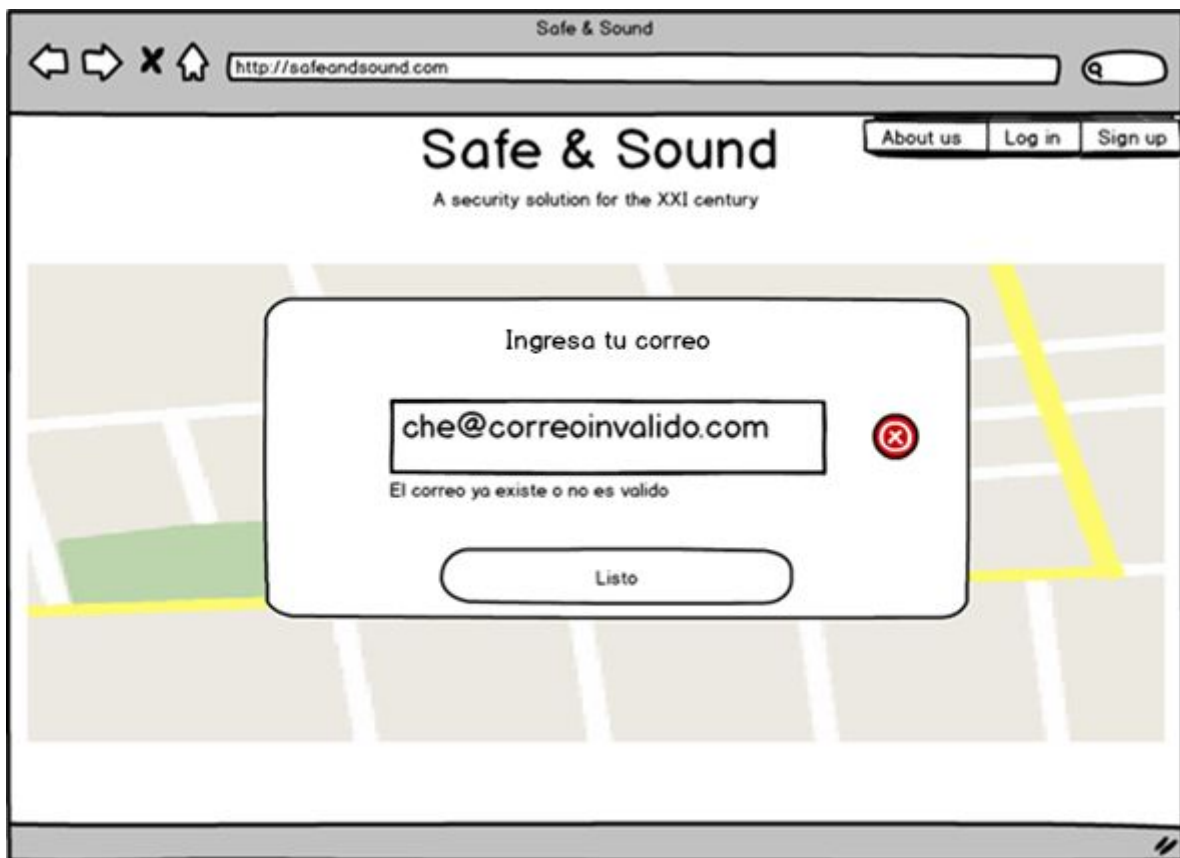 Safe & Sound
http://safeandsound.com
About us Log in Sign up
Safe & Sound
A security solution for the XXI century
Ingresa tu correo
che@correoinvalido.com
El correo ya existe o no es valido
Listo